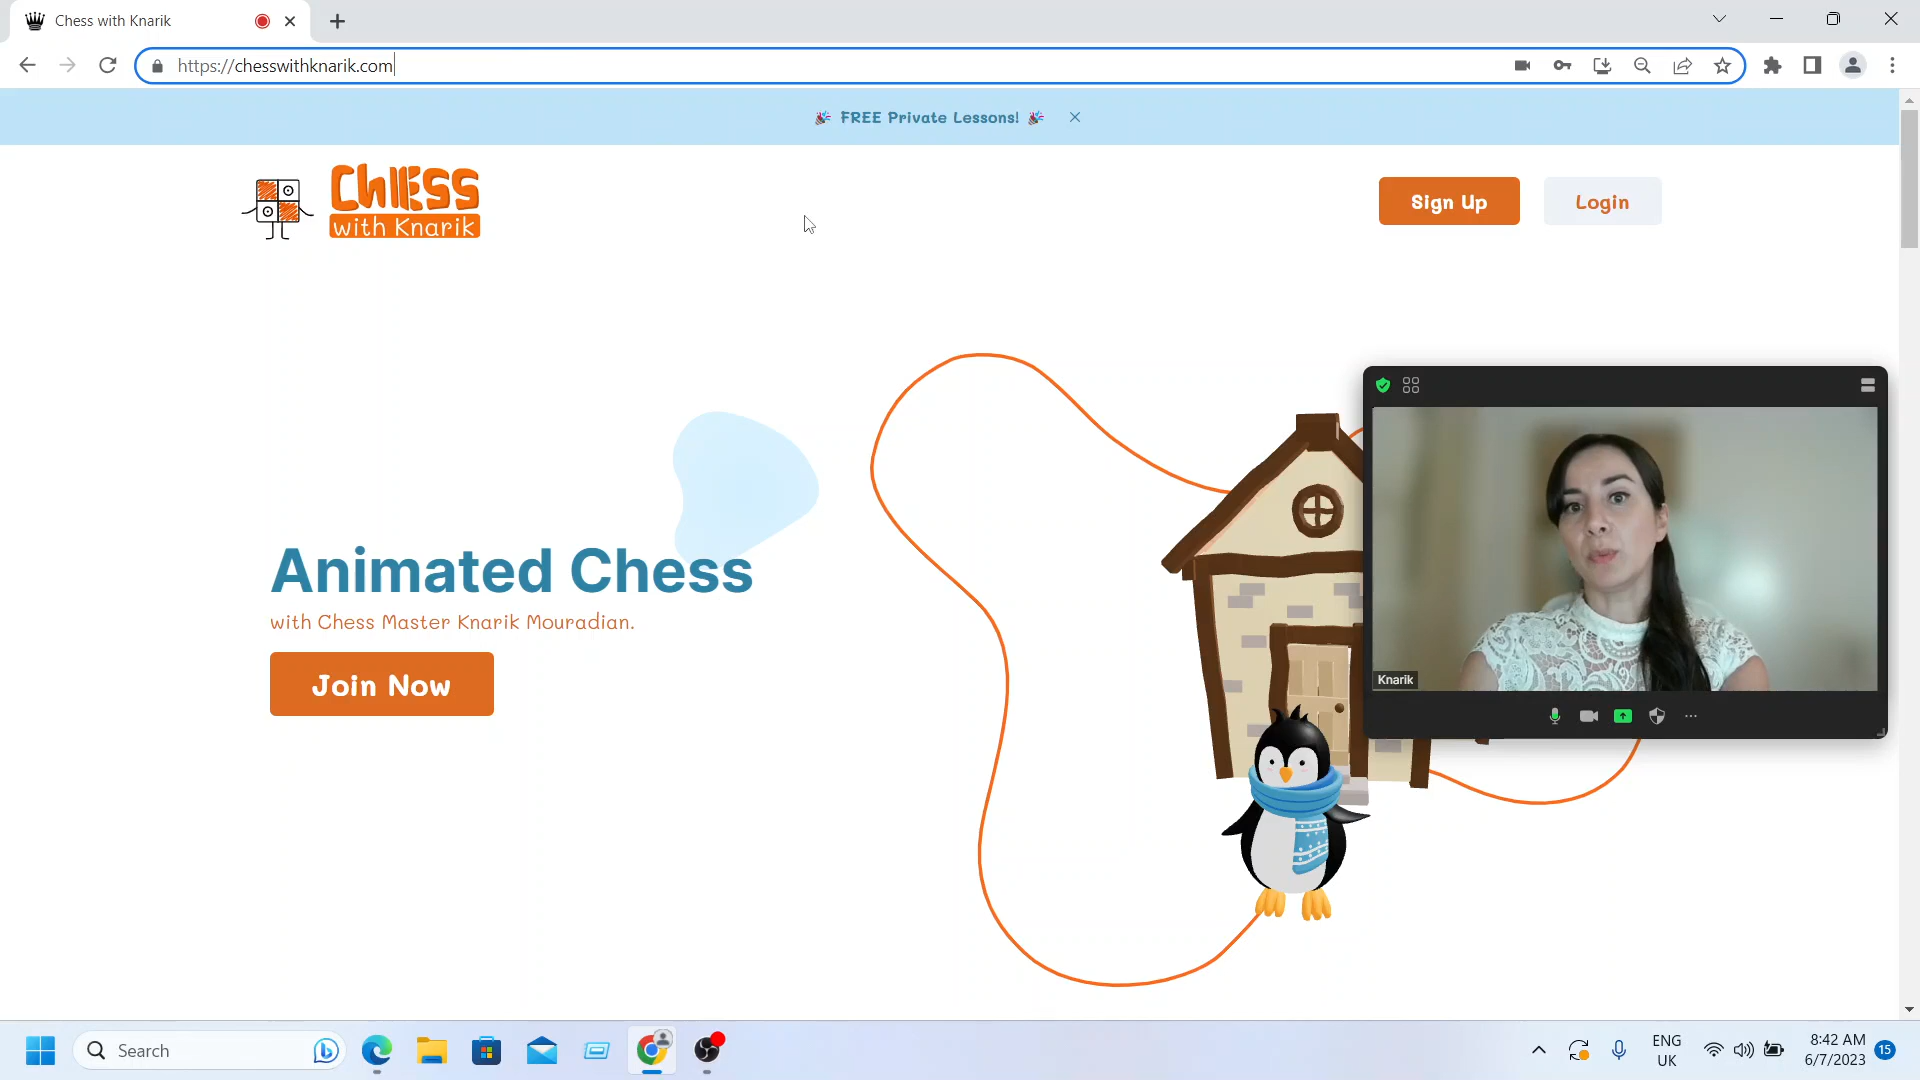 Chess with Knarik
https://chesswithknarik.com
FREE Private Lessons!
Chess
with Knarik
Sign Up
Login
Animated Chess
with Chess Master Knarik Mouradian.
Join Now
Knarik
Search
ENG
UK
8:42 AM
6/7/2023
15